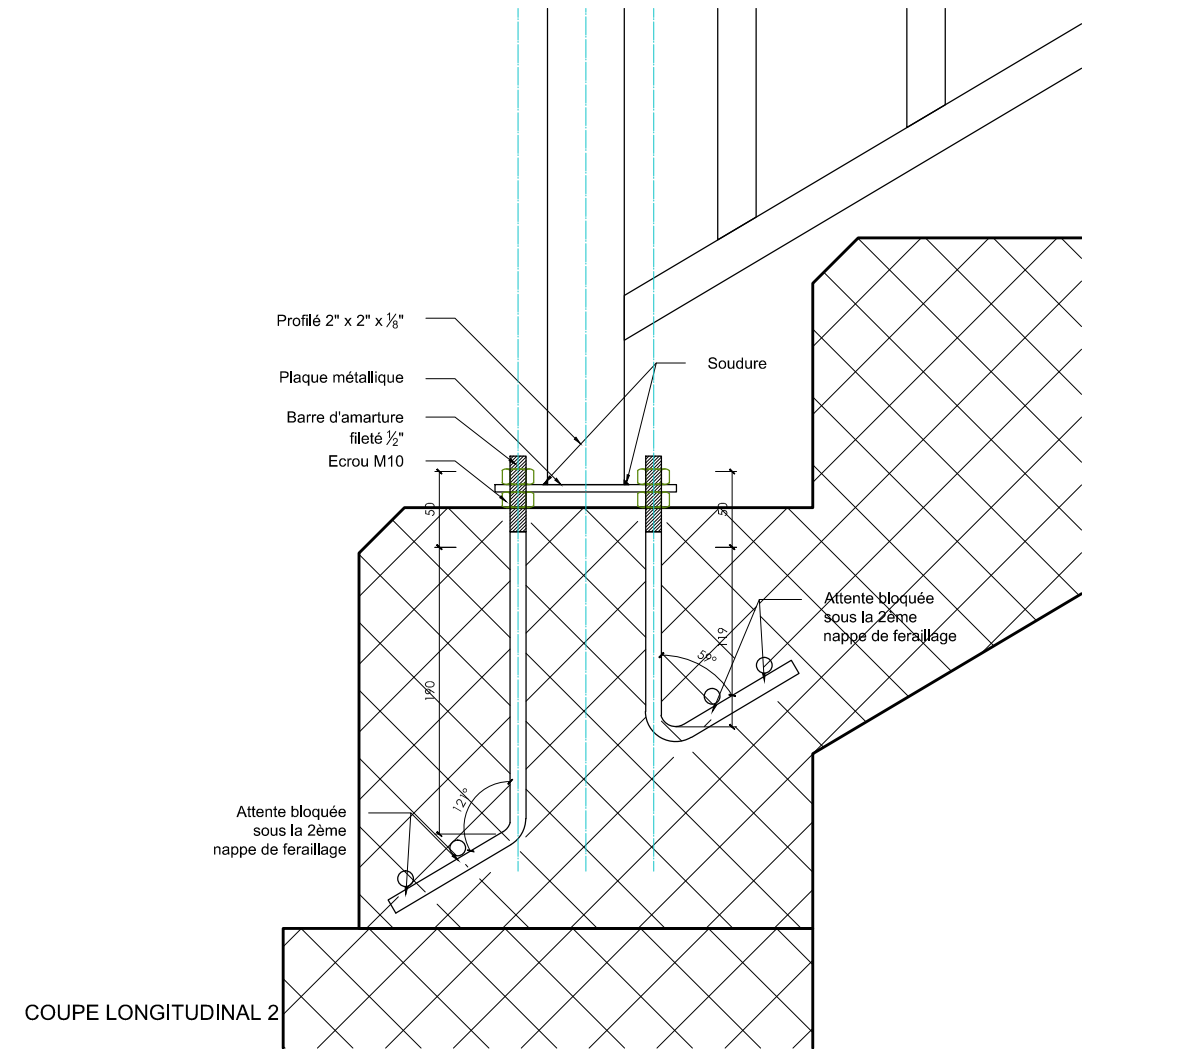 Profilé 2" x 2" x ⅛"
Soudure
Plaque métallique
Barre d'amarture
fileté ½"
Ecrou M10
50
50
Attente bloquée
sous la 2ème
nappe de feraillage
119
59°
190
121°
Attente bloquée
sous la 2ème
nappe de feraillage
COUPE LONGITUDINAL 2